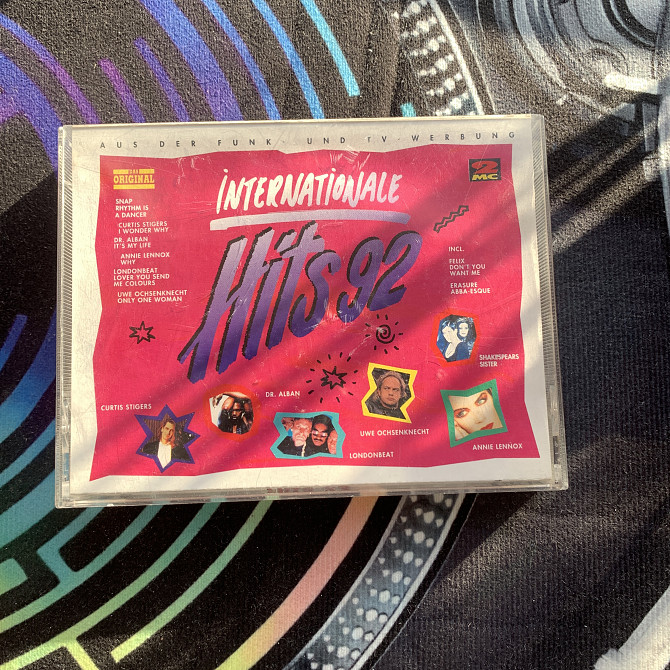 AUS DER FUNK- UND TV-WERBUNG
ORIGINAL
2
MC
INTERNATIONALE
Hits 92
SNAP
RHYTHM IS
A DANCER
CURTIS STIGERS
I WONDER WHY
DR. ALBAN
IT'S MY LIFE
ANNIE LENNOX
WHY
LONDONBEAT
LOVER YOU SEND
ME COLOURS
UWE OCHSENKNECHT
ONLY ONE WOMAN
INCL.
FELIX
DON'T YOU
WANT ME
ERASURE
ABBA-ESQUE
SHAKESPEARS
SISTER
CURTIS STIGERS
DR. ALBAN
UWE OCHSENKNECHT
LONDONBEAT
ANNIE LENNOX